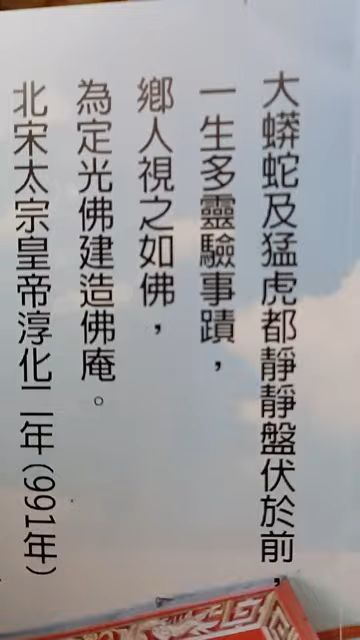 大蟒蛇及猛虎都靜靜盤伏於前，
一生多靈驗事蹟，
鄉人視之如佛，
為定光佛建造佛庵。
北宋太宗皇帝淳化二年(991年)